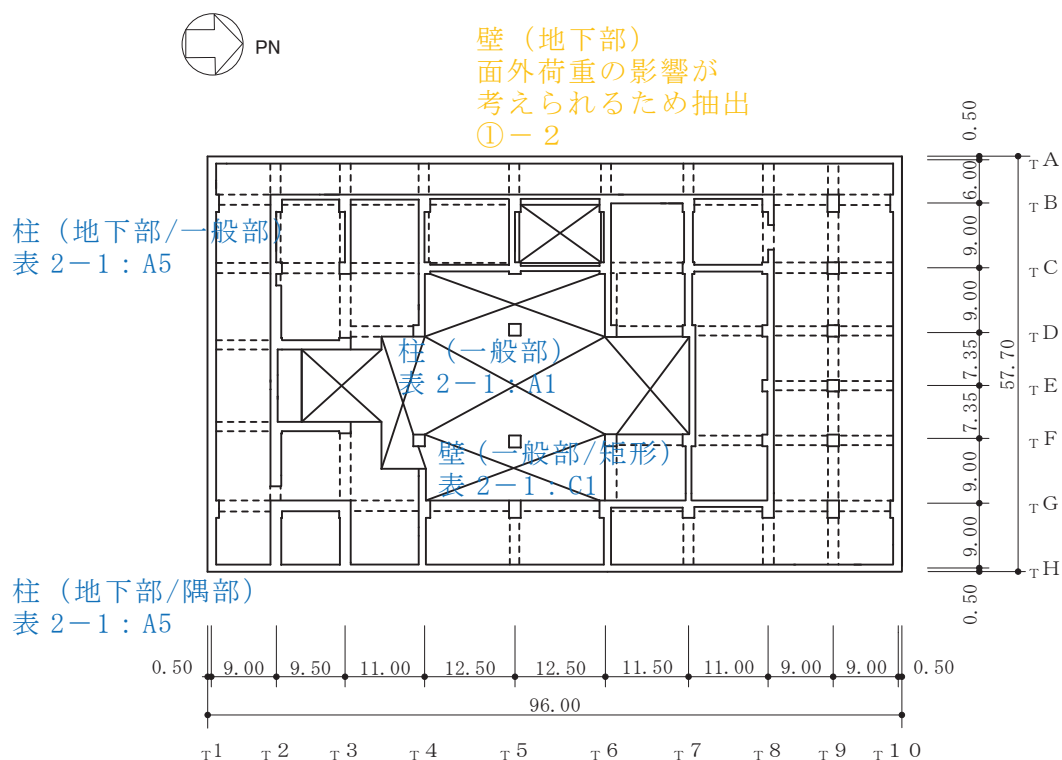 PN
壁（地下部）
面外荷重の影響が
考えられるため抽出
①－2
柱（地下部/一般部）
表 2－1：A5
柱（一般部）
表 2－1：A1
壁（一般部/矩形）
表 2－1：C1
柱（地下部/隅部）
表 2－1：A5
0.50
6.00
9.00
9.00
7.35
7.35
9.00
9.00
0.50
57.70
TA
TB
TC
TD
TE
TF
TG
TH
0.50 9.00 9.50 11.00 12.50 12.50 11.50 11.00 9.00 9.00 0.50
96.00
T1 T2 T3 T4 T5 T6 T7 T8 T9 T10